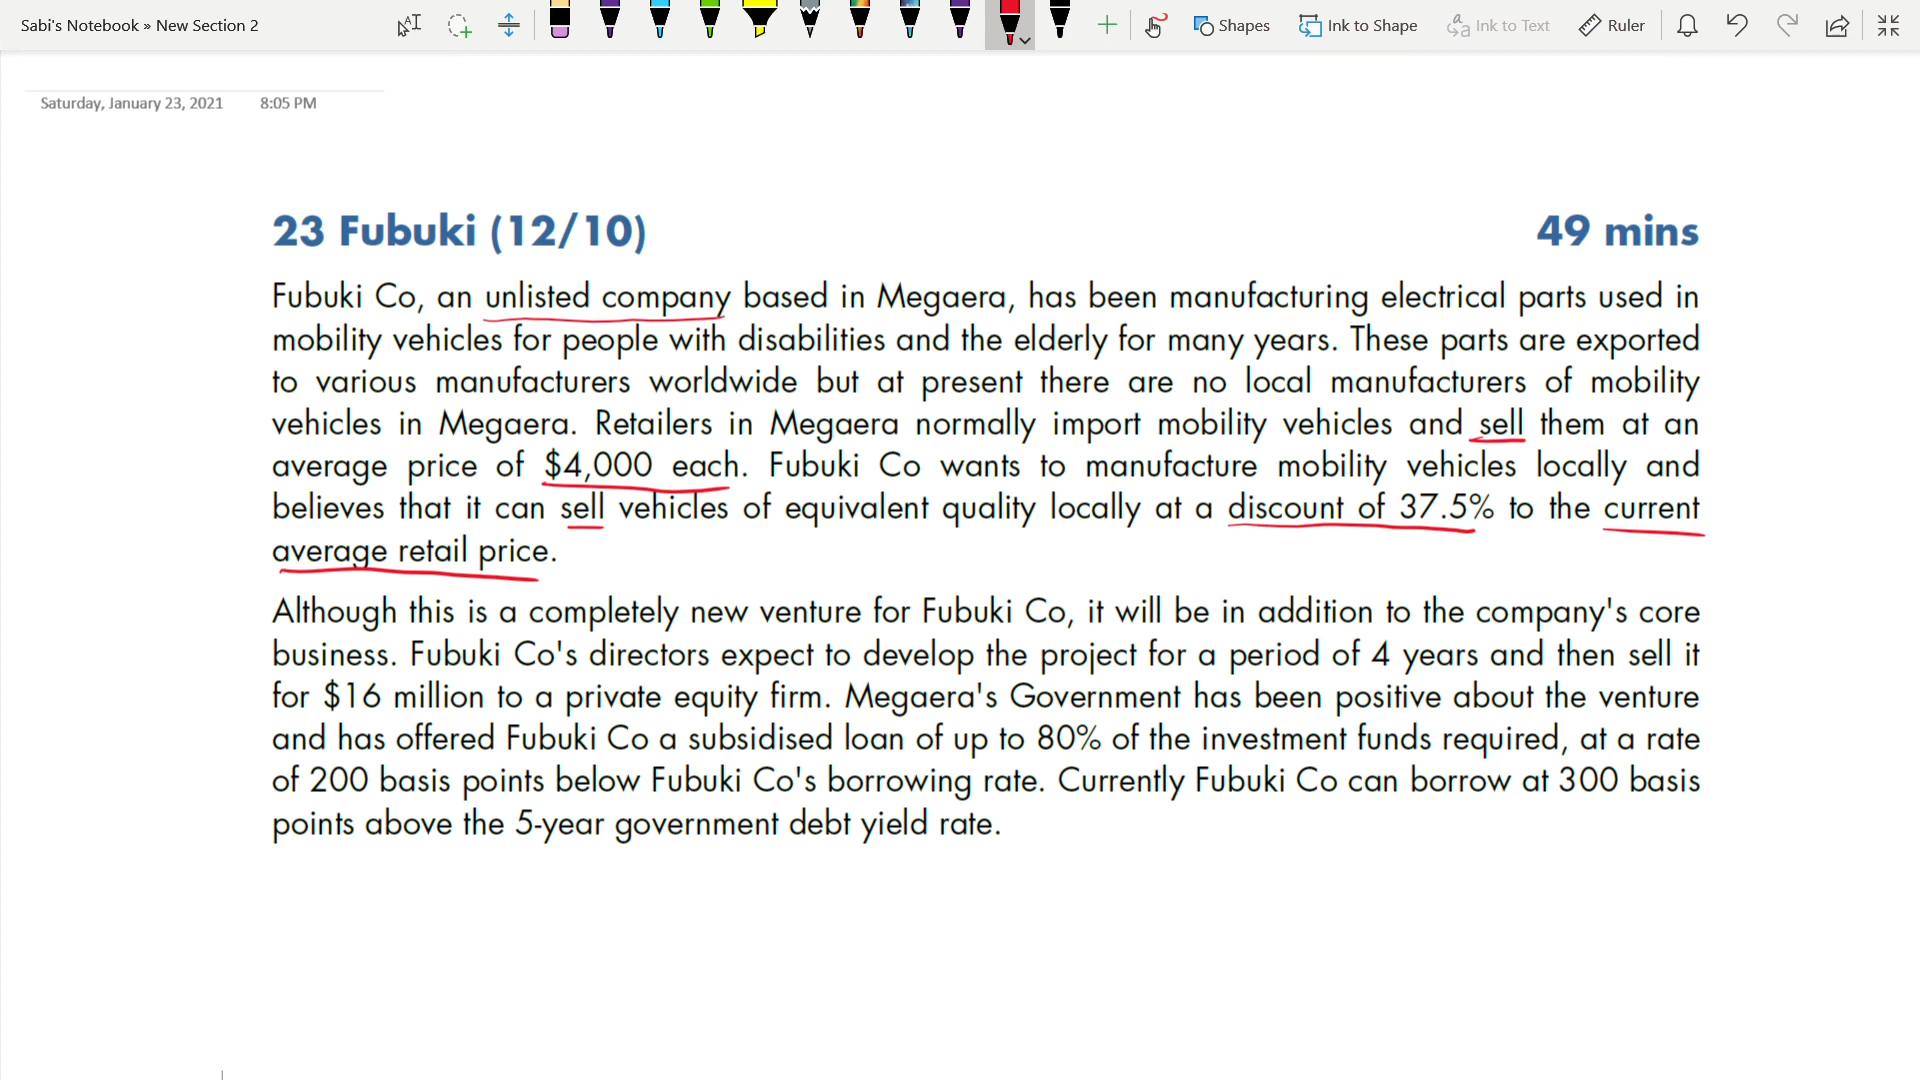 Sabi's Notebook » New Section 2
Shapes
Ink to Shape
Ink to Text
Ruler
Saturday, January 23, 2021 8:05 PM
23 Fubuki (12/10) 49 mins
Fubuki Co, an unlisted company based in Megaera, has been manufacturing electrical parts used in
mobility vehicles for people with disabilities and the elderly for many years. These parts are exported
to various manufacturers worldwide but at present there are no local manufacturers of mobility
vehicles in Megaera. Retailers in Megaera normally import mobility vehicles and sell them at an
average price of $4,000 each. Fubuki Co wants to manufacture mobility vehicles locally and
believes that it can sell vehicles of equivalent quality locally at a discount of 37.5% to the current
average retail price.
Although this is a completely new venture for Fubuki Co, it will be in addition to the company's core
business. Fubuki Co's directors expect to develop the project for a period of 4 years and then sell it
for $16 million to a private equity firm. Megaera's Government has been positive about the venture
and has offered Fubuki Co a subsidised loan of up to 80% of the investment funds required, at a rate
of 200 basis points below Fubuki Co's borrowing rate. Currently Fubuki Co can borrow at 300 basis
points above the 5-year government debt yield rate.